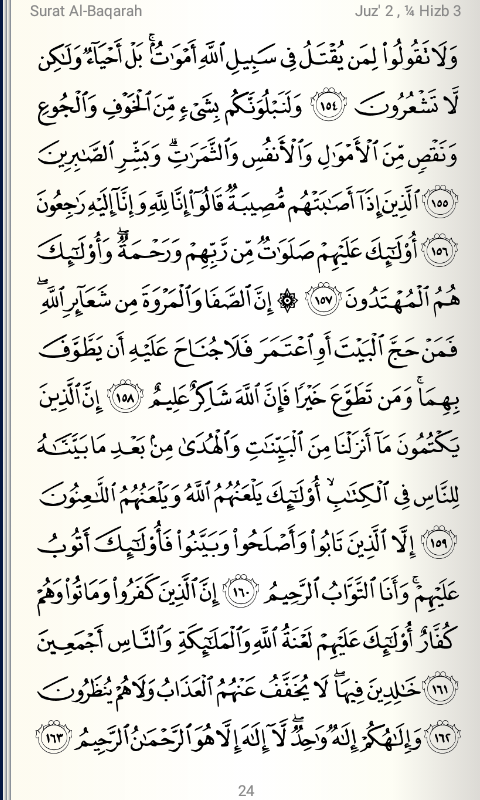 Surat Al-Baqarah
Juz' 2 , ¼ Hizb 3
وَلَا تَقُولُوا۟ لِمَن يُقْتَلُ فِى سَبِيلِ ٱللَّهِ أَمْوَٰتٌۢ ۚ بَلْ أَحْيَآءٌ وَلَـٰكِن
لَّا تَشْعُرُونَ ١٥٤ وَلَنَبْلُوَنَّكُم بِشَىْءٍ مِّنَ ٱلْخَوْفِ وَٱلْجُوعِ
وَنَقْصٍ مِّنَ ٱلْأَمْوَٰلِ وَٱلْأَنفُسِ وَٱلثَّمَرَٰتِ ۗ وَبَشِّرِ ٱلصَّـٰبِرِينَ
١٥٥ ٱلَّذِينَ إِذَآ أَصَـٰبَتْهُم مُّصِيبَةٌ قَالُوٓا۟ إِنَّا لِلَّهِ وَإِنَّآ إِلَيْهِ رَٰجِعُونَ
١٥٦ أُو۟لَـٰٓئِكَ عَلَيْهِمْ صَلَوَٰتٌ مِّن رَّبِّهِمْ وَرَحْمَةٌ ۖ وَأُو۟لَـٰٓئِكَ
هُمُ ٱلْمُهْتَدُونَ ١٥٧ ۞ إِنَّ ٱلصَّفَا وَٱلْمَرْوَةَ مِن شَعَآئِرِ ٱللَّهِ ۖ
فَمَنْ حَجَّ ٱلْبَيْتَ أَوِ ٱعْتَمَرَ فَلَا جُنَاحَ عَلَيْهِ أَن يَطَّوَّفَ
بِهِمَا ۚ وَمَن تَطَوَّعَ خَيْرًا فَإِنَّ ٱللَّهَ شَاكِرٌ عَلِيمٌ ١٥٨ إِنَّ ٱلَّذِينَ
يَكْتُمُونَ مَآ أَنزَلْنَا مِنَ ٱلْبَيِّنَـٰتِ وَٱلْهُدَىٰ مِنۢ بَعْدِ مَا بَيَّنَّـٰهُ
لِلنَّاسِ فِى ٱلْكِتَـٰبِ ۙ أُو۟لَـٰٓئِكَ يَلْعَنُهُمُ ٱللَّهُ وَيَلْعَنُهُمُ ٱللَّـٰعِنُونَ
١٥٩ إِلَّا ٱلَّذِينَ تَابُوا۟ وَأَصْلَحُوا۟ وَبَيَّنُوا۟ فَأُو۟لَـٰٓئِكَ أَتُوبُ
عَلَيْهِمْ ۚ وَأَنَا ٱلتَّوَّابُ ٱلرَّحِيمُ ١٦٠ إِنَّ ٱلَّذِينَ كَفَرُوا۟ وَمَاتُوا۟ وَهُمْ
كُفَّارٌ أُو۟لَـٰٓئِكَ عَلَيْهِمْ لَعْنَةُ ٱللَّهِ وَٱلْمَلَـٰٓئِكَةِ وَٱلنَّاسِ أَجْمَعِينَ
١٦١ خَـٰلِدِينَ فِيهَا ۖ لَا يُخَفَّفُ عَنْهُمُ ٱلْعَذَابُ وَلَا هُمْ يُنظَرُونَ
١٦٢ وَإِلَـٰهُكُمْ إِلَـٰهٌ وَٰحِدٌ ۖ لَّآ إِلَـٰهَ إِلَّا هُوَ ٱلرَّحْمَـٰنُ ٱلرَّحِيمُ ١٦٣
24